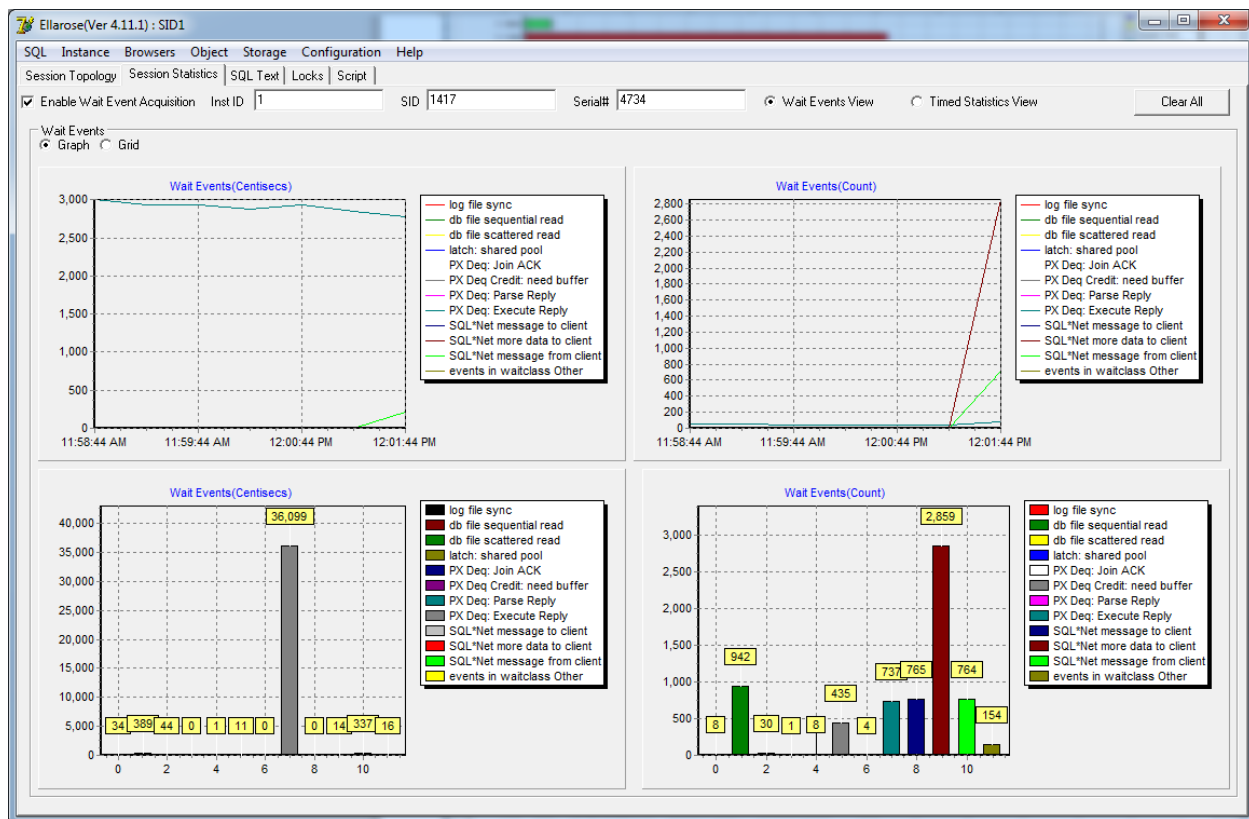 Ellarose(Ver 4.11.1) : SID1
SQL Instance Browsers Object Storage Configuration Help
Session Topology Session Statistics SQL Text Locks Script
Enable Wait Event Acquisition Inst ID 1 SID 1417 Serial# 4734 Wait Events View Timed Statistics View Clear All
Wait Events
Graph Grid
Wait Events(Centisecs)
3,000
2,500
2,000
1,500
1,000
500
0
11:58:44 AM 11:59:44 AM 12:00:44 PM 12:01:44 PM
log file sync
db file sequential read
db file scattered read
latch: shared pool
PX Deq: Join ACK
PX Deq Credit: need buffer
PX Deq: Parse Reply
PX Deq: Execute Reply
SQL*Net message to client
SQL*Net more data to client
SQL*Net message from client
events in waitclass Other
Wait Events(Count)
2,800
2,600
2,400
2,200
2,000
1,800
1,600
1,400
1,200
1,000
800
600
400
200
0
11:58:44 AM 11:59:44 AM 12:00:44 PM 12:01:44 PM
log file sync
db file sequential read
db file scattered read
latch: shared pool
PX Deq: Join ACK
PX Deq Credit: need buffer
PX Deq: Parse Reply
PX Deq: Execute Reply
SQL*Net message to client
SQL*Net more data to client
SQL*Net message from client
events in waitclass Other
Wait Events(Centisecs)
40,000
35,000
30,000
25,000
20,000
15,000
10,000
5,000
0
34 389 44 0 1 11 0 36,099 0 14 337 16
0 2 4 6 8 10
log file sync
db file sequential read
db file scattered read
latch: shared pool
PX Deq: Join ACK
PX Deq Credit: need buffer
PX Deq: Parse Reply
PX Deq: Execute Reply
SQL*Net message to client
SQL*Net more data to client
SQL*Net message from client
events in waitclass Other
Wait Events(Count)
3,000
2,500
2,000
1,500
1,000
500
0
8 942 30 1 8 435 4 737 765 2,859 764 154
0 2 4 6 8 10
log file sync
db file sequential read
db file scattered read
latch: shared pool
PX Deq: Join ACK
PX Deq Credit: need buffer
PX Deq: Parse Reply
PX Deq: Execute Reply
SQL*Net message to client
SQL*Net more data to client
SQL*Net message from client
events in waitclass Other